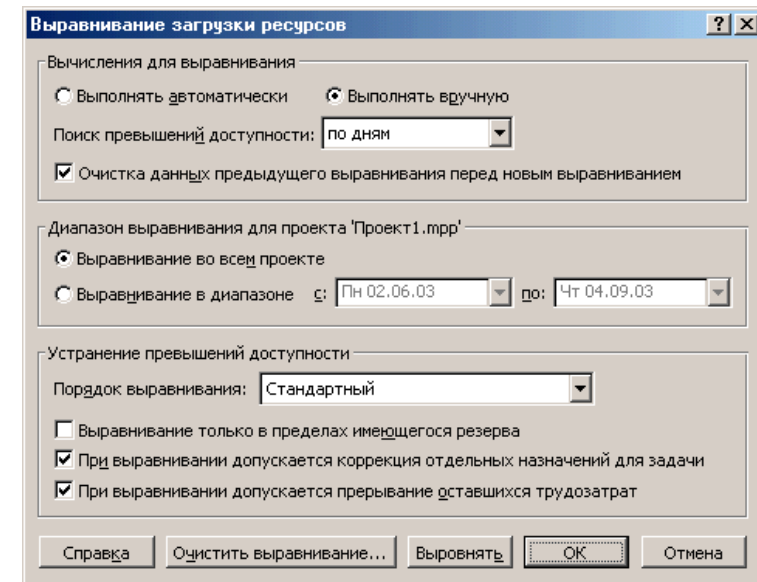 Выравнивание загрузки ресурсов
Вычисления для выравнивания
Выполнять автоматически Выполнять вручную
Поиск превышений доступности: по дням
Очистка данных предыдущего выравнивания перед новым выравниванием
Диапазон выравнивания для проекта 'Проект1.mpp'
Выравнивание во всем проекте
Выравнивание в диапазоне с: Пн 02.06.03 по: Чт 04.09.03
Устранение превышений доступности
Порядок выравнивания: Стандартный
Выравнивание только в пределах имеющегося резерва
При выравнивании допускается коррекция отдельных назначений для задачи
При выравнивании допускается прерывание оставшихся трудозатрат
Справка Очистить выравнивание... Выровнять ОК Отмена